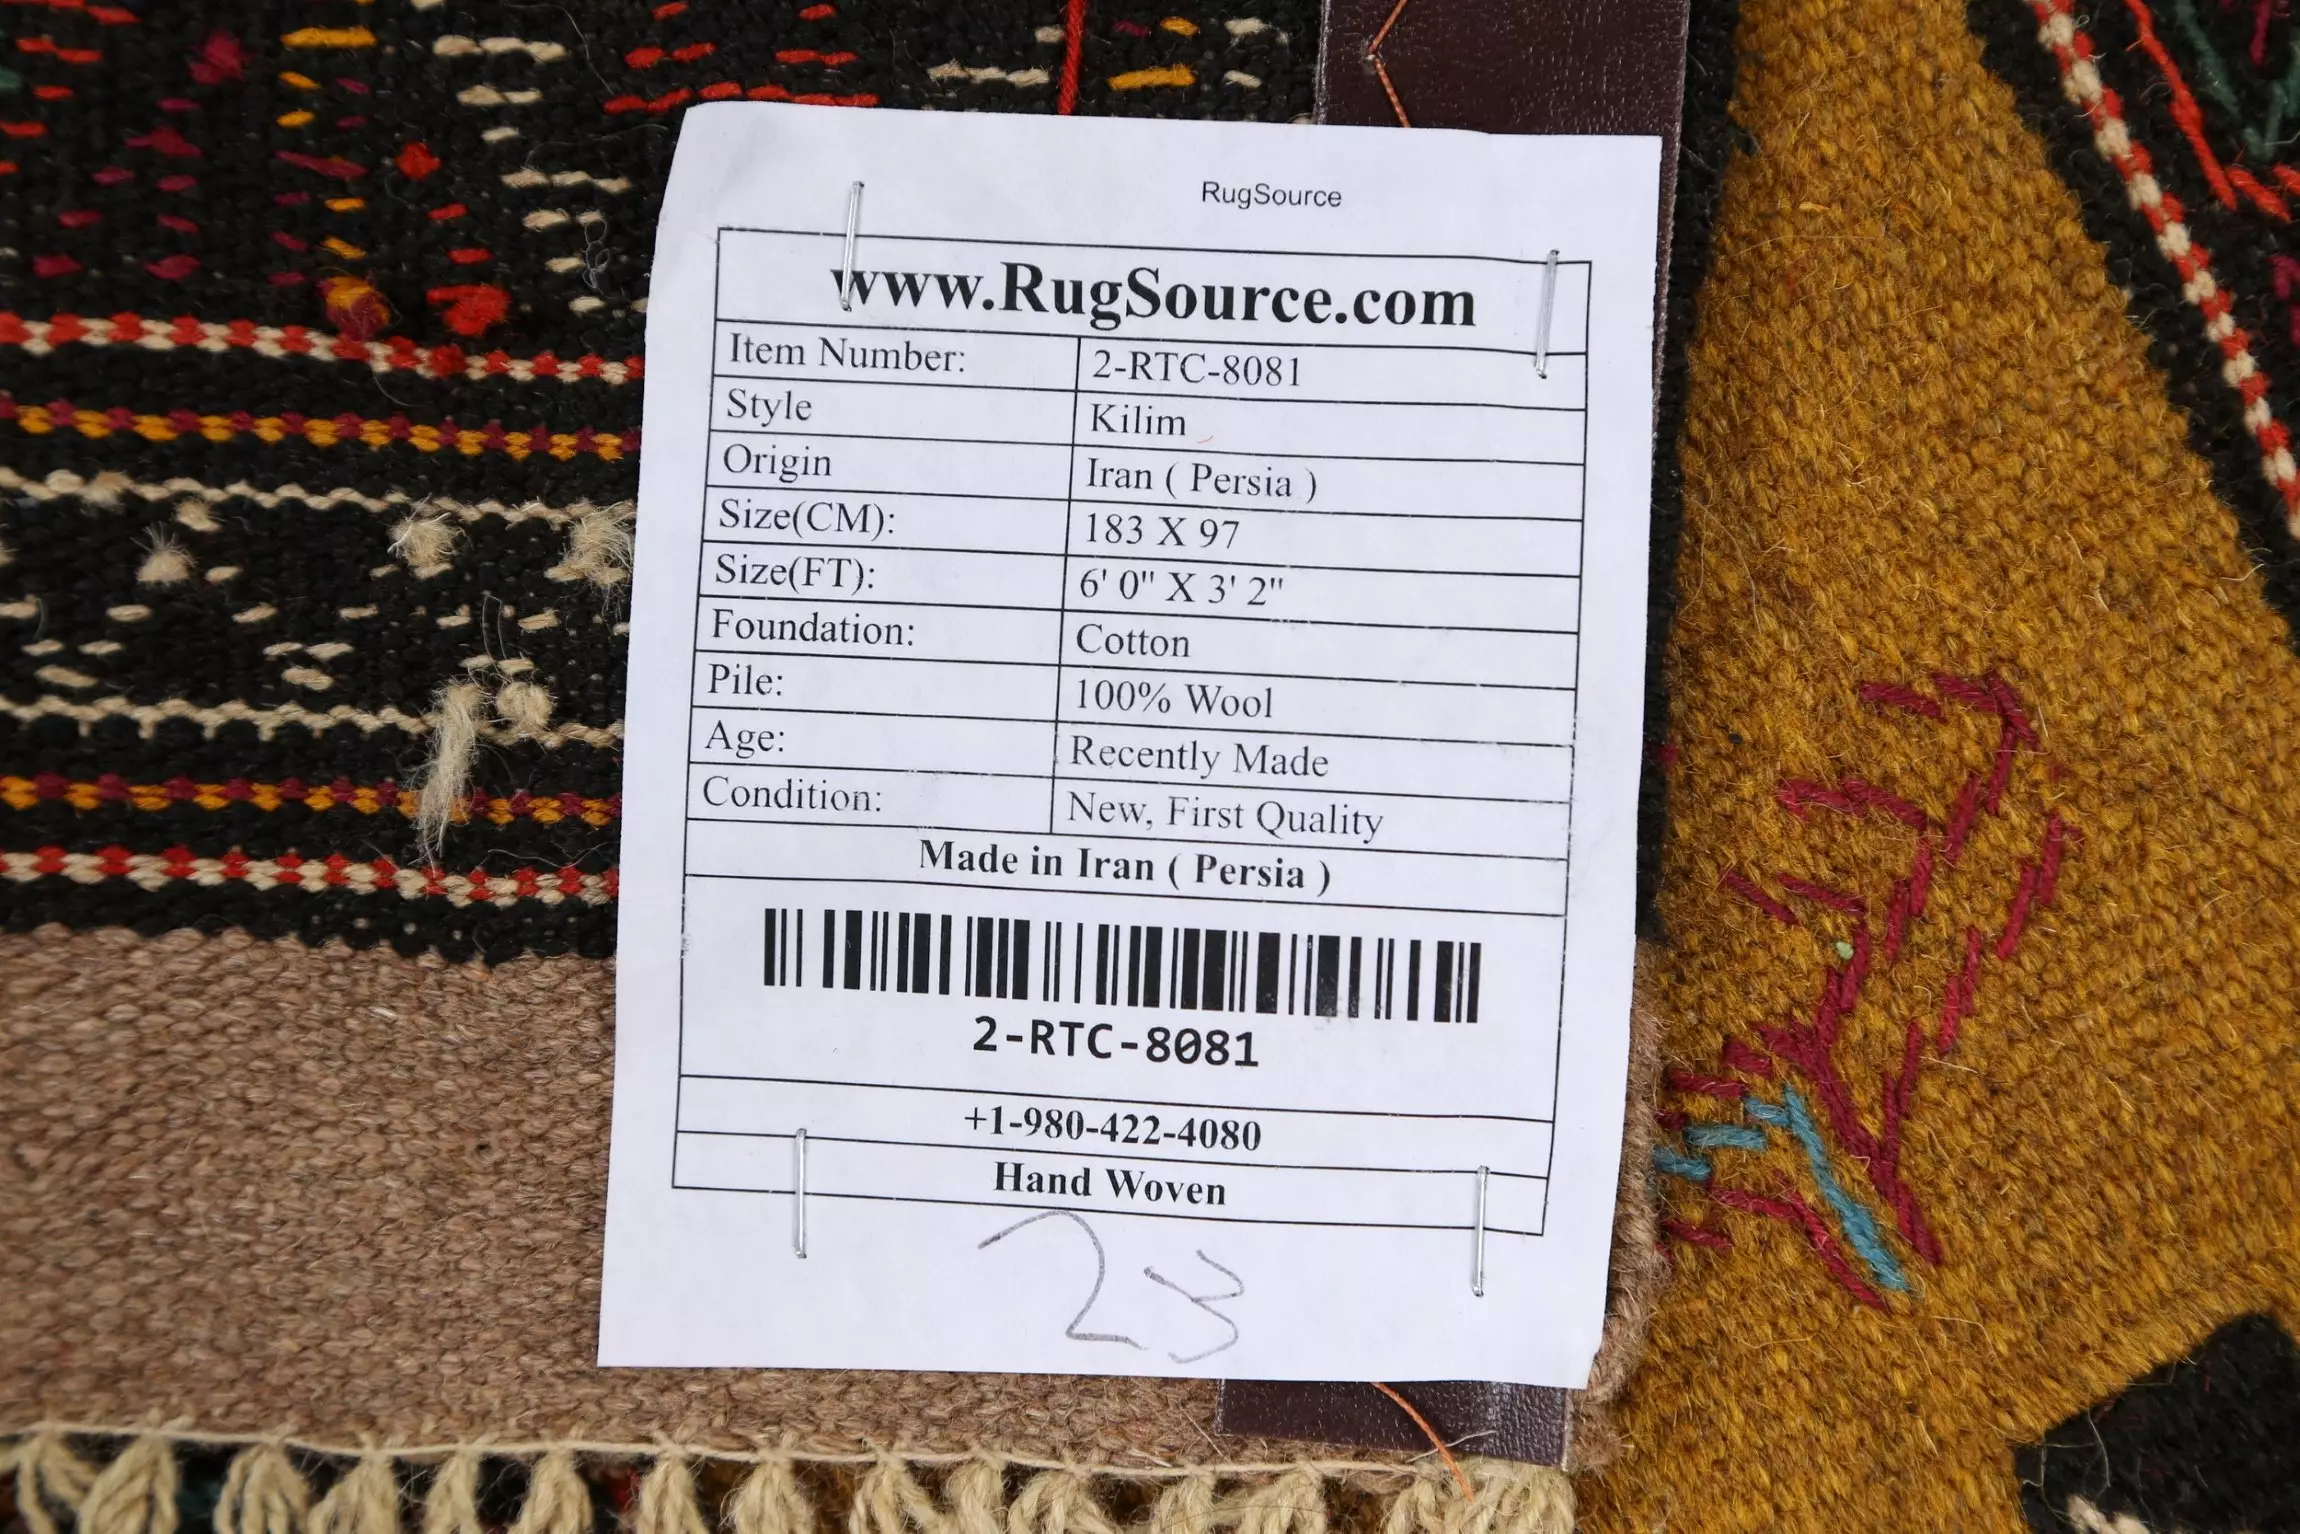 RugSource
www.RugSource.com
Item Number: 2-RTC-8081
Style Kilim
Origin Iran ( Persia )
Size(CM): 183 X 97
Size(FT): 6' 0" X 3' 2"
Foundation: Cotton
Pile: 100% Wool
Age: Recently Made
Condition: New, First Quality
Made in Iran ( Persia )
2-RTC-8081
+1-980-422-4080
Hand Woven
23